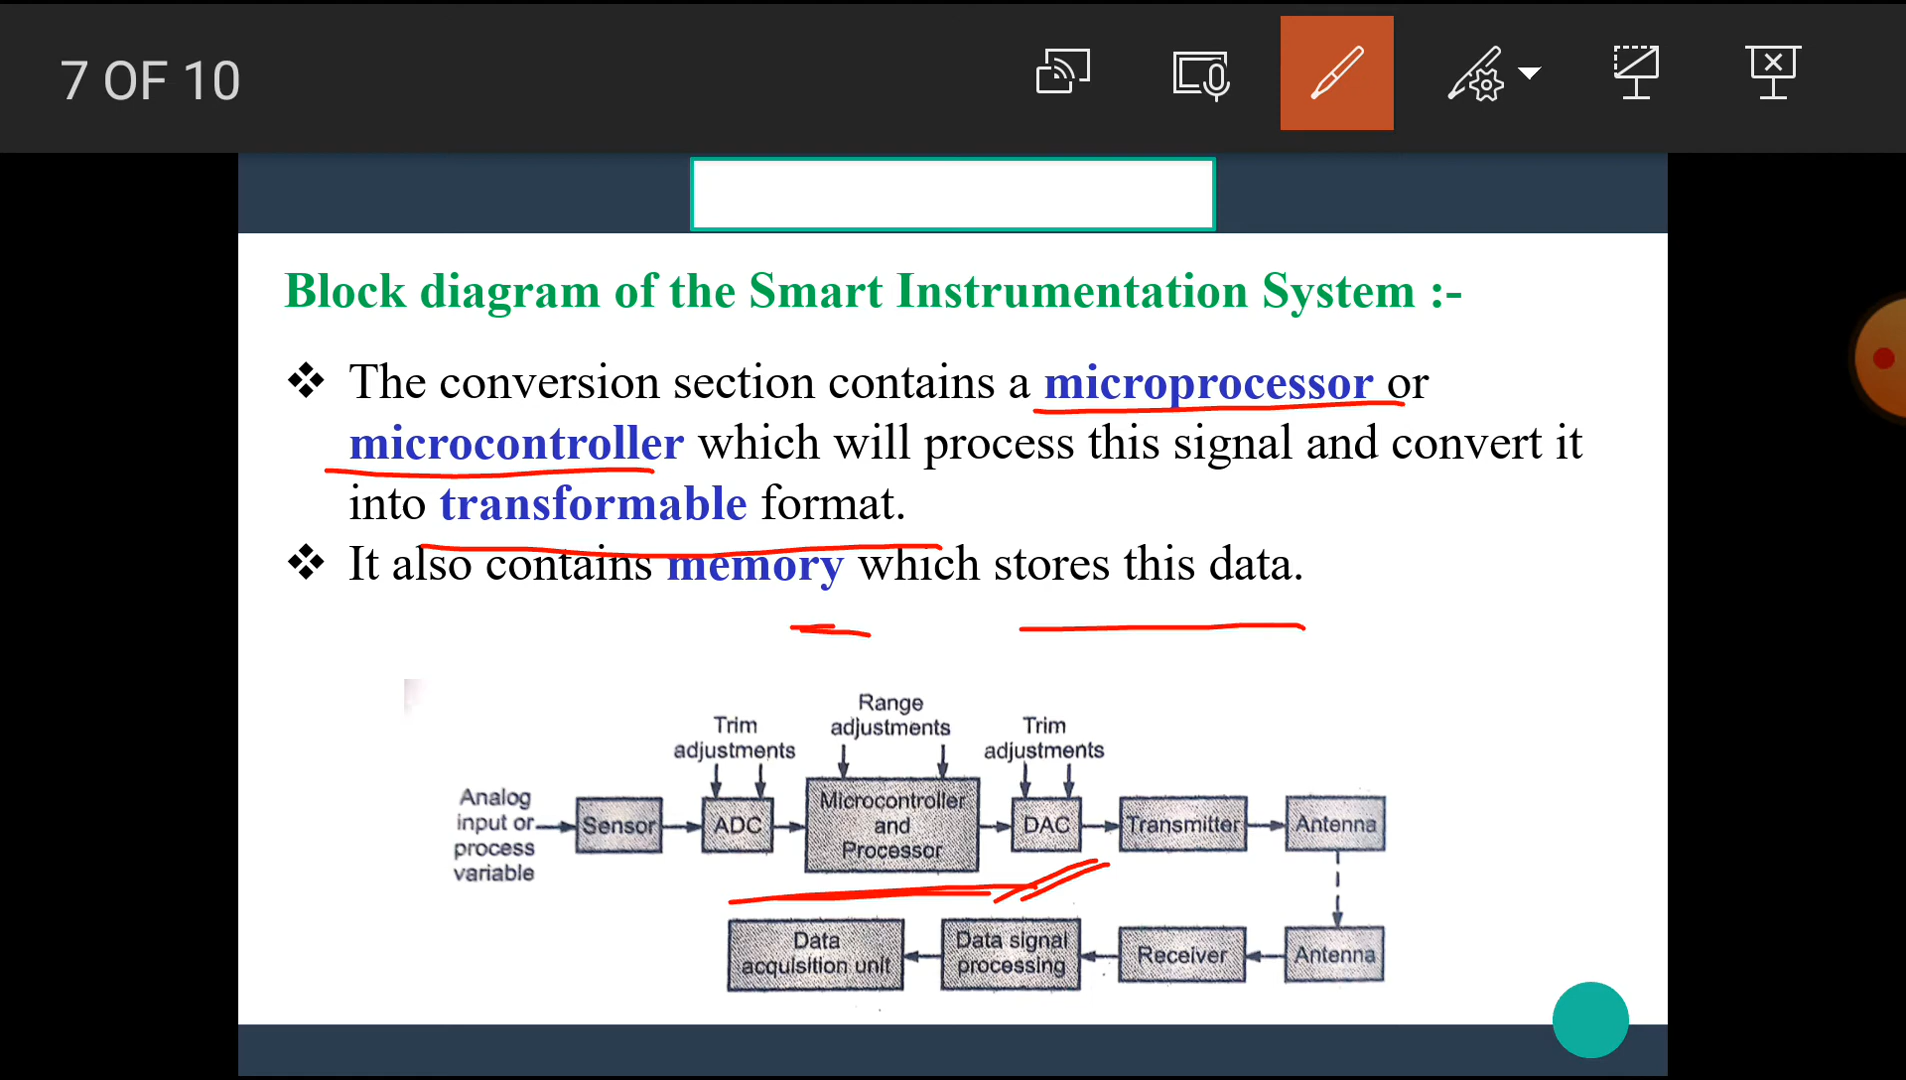 7 OF 10
Block diagram of the Smart Instrumentation System :-
❖ The conversion section contains a microprocessor or
microcontroller which will process this signal and convert it
into transformable format.
❖ It also contains memory which stores this data.
Range
adjustments
Trim
adjustments
Trim
adjustments
Analog
input or
process
variable
Sensor
ADC
Microcontroller
and
Processor
DAC
Transmitter
Antenna
Data
acquisition unit
Data signal
processing
Receiver
Antenna